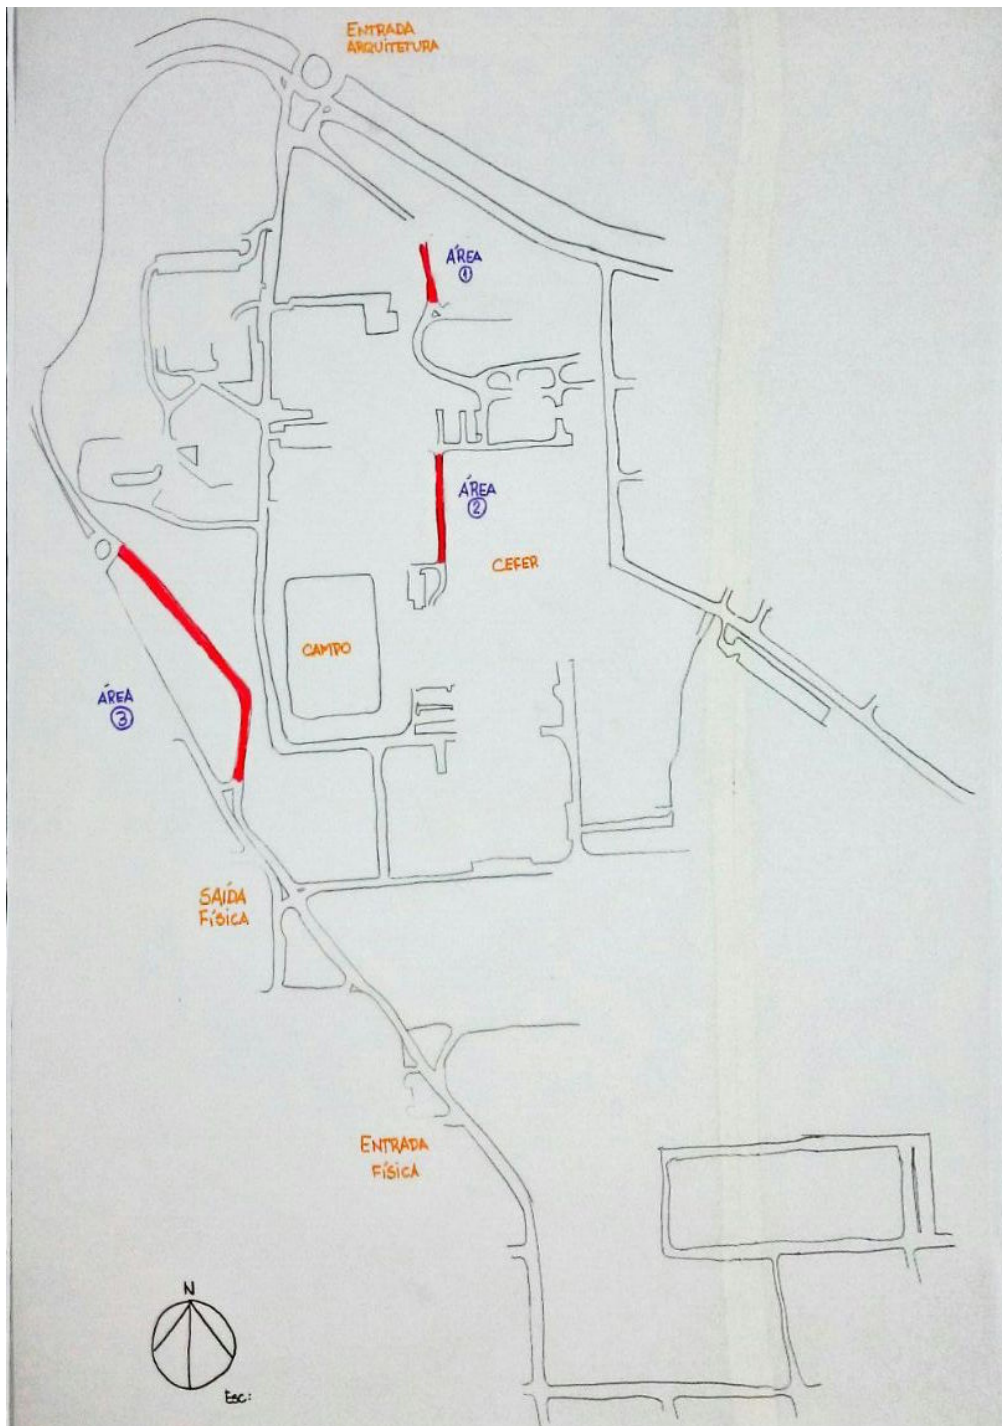 ENTRADA
ARQUITETURA
ÁREA
1
ÁREA
2
CEFER
CAMPO
ÁREA
3
SAÍDA
FÍSICA
ENTRADA
FÍSICA
N
ESC: